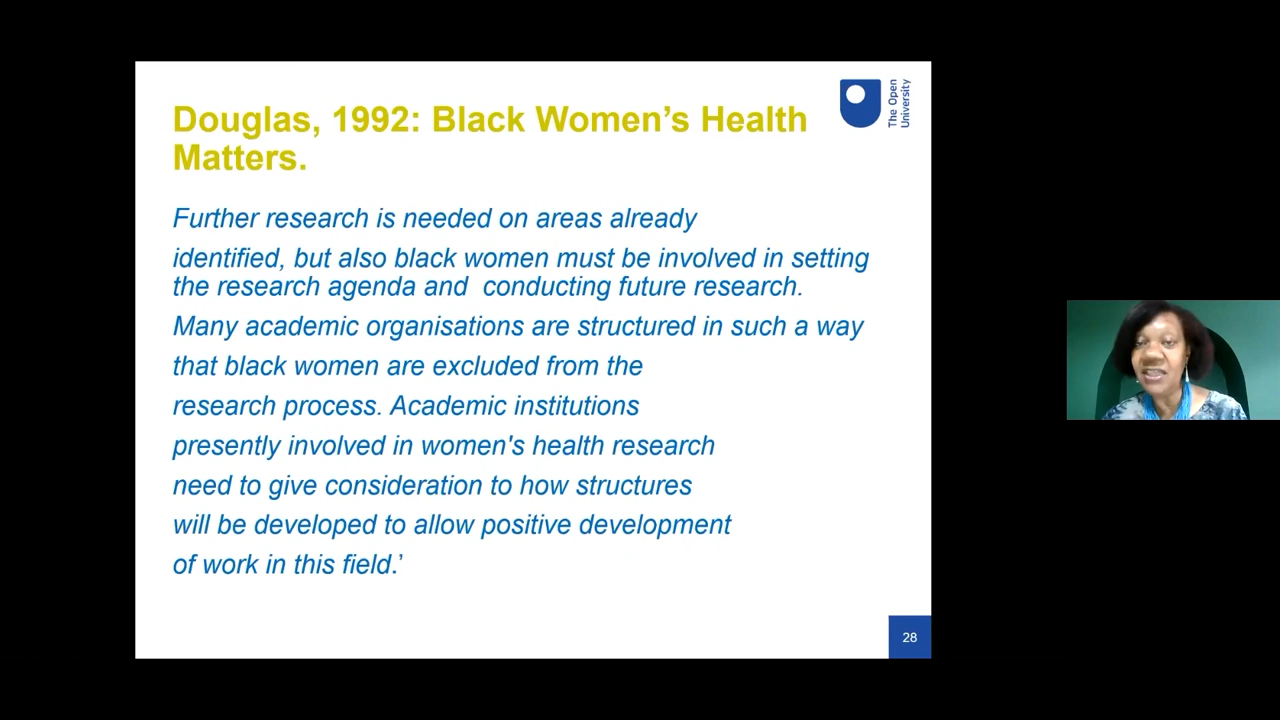 Douglas, 1992: Black Women’s Health
Matters.
The Open
University
Further research is needed on areas already
identified, but also black women must be involved in setting
the research agenda and  conducting future research.
Many academic organisations are structured in such a way
that black women are excluded from the
research process. Academic institutions
presently involved in women's health research
need to give consideration to how structures
will be developed to allow positive development
of work in this field.’
28